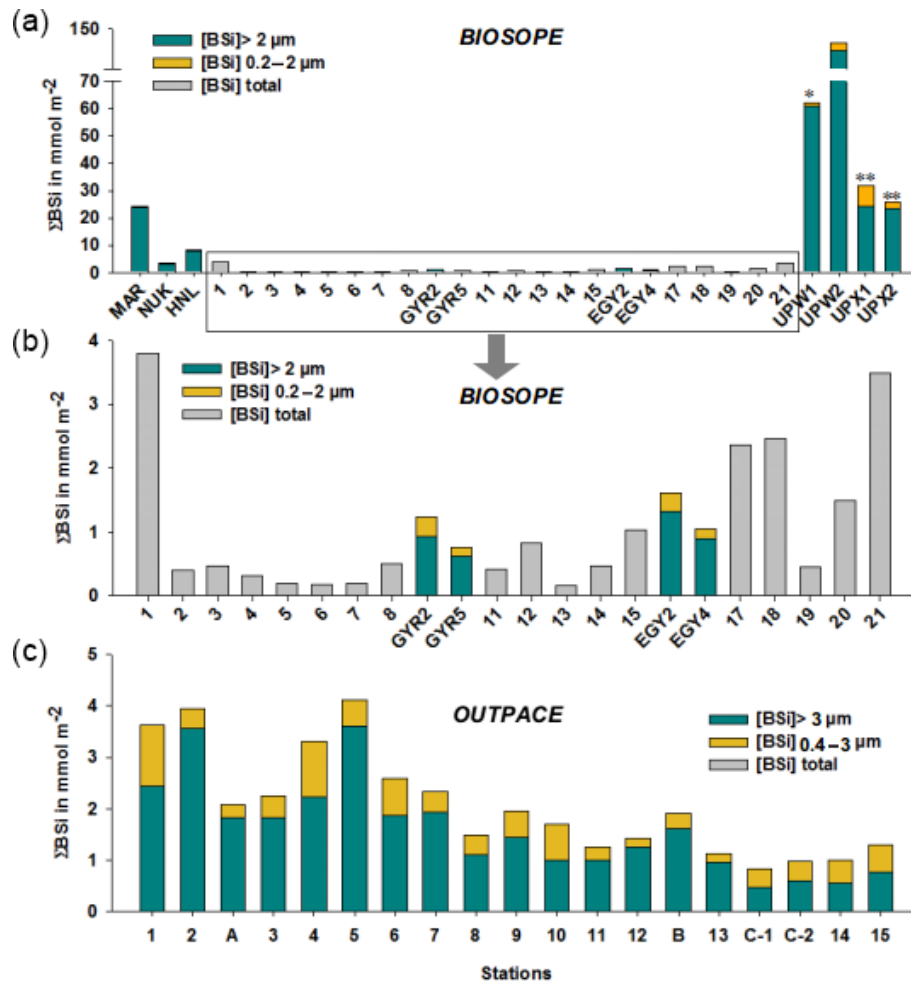 (a)
150
70
60
50
40
30
20
10
0
ΣBSi in mmol m-2
[BSi]> 2 µm
[BSi] 0.2–2 µm
[BSi] total
BIOSOPE
*
**
**
MAR NUK HNL 1 2 3 4 5 6 7 8 GYR2 GYR5 11 12 13 14 15 EGY2 EGY4 17 18 19 20 21 UPW1 UPW2 UPX1 UPX2
(b)
4
3
2
1
0
ΣBSi in mmol m-2
[BSi]> 2 µm
[BSi] 0.2–2 µm
[BSi] total
BIOSOPE
1 2 3 4 5 6 7 8 GYR2 GYR5 11 12 13 14 15 EGY2 EGY4 17 18 19 20 21
(c)
5
4
3
2
1
0
ΣBSi in mmol m-2
OUTPACE
[BSi]> 3 µm
[BSi] 0.4–3 µm
[BSi] total
1 2 A 3 4 5 6 7 8 9 10 11 12 B 13 C-1 C-2 14 15
Stations